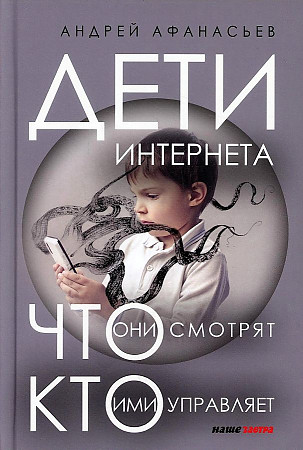 АНДРЕЙ АФАНАСЬЕВ
ДЕТИ
ИНТЕРНЕТА
ЧТО ОНИ СМОТРЯТ
КТО ИМИ УПРАВЛЯЕТ
наше завтра